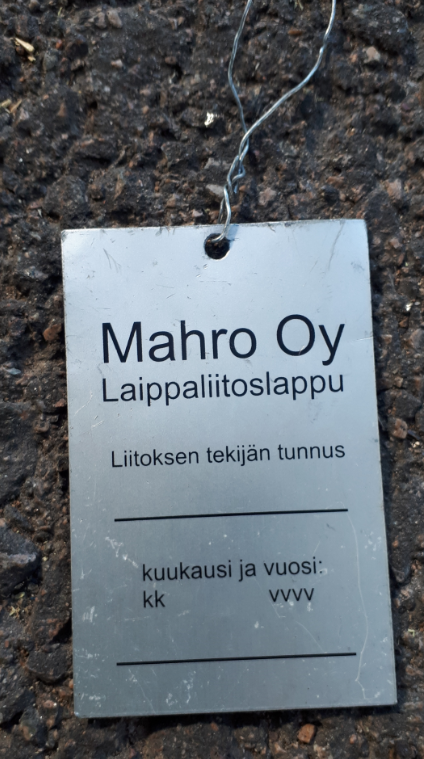 Mahro Oy
Laippaliitoslappu
Liitoksen tekijän tunnus
kuukausi ja vuosi:
kk vvvv